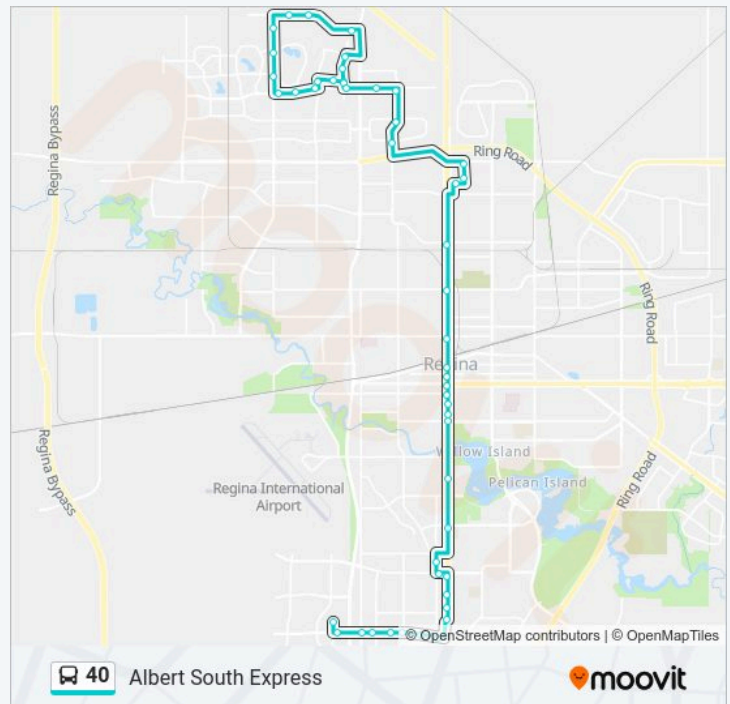 Ring Road
Regina Bypass
Ring Road
Regina
Willow Island
Pelican Island
Ring Road
Regina Bypass
Regina International
Airport
© OpenStreetMap contributors | © OpenMapTiles
40 Albert South Express
moovit